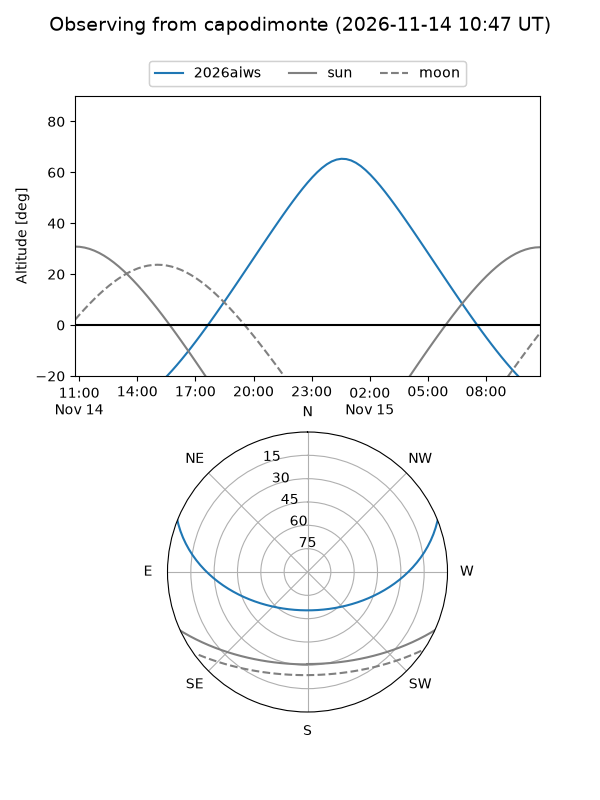 Observing from capodimonte (2026-11-14 10:47 UT)
2026aiws sun moon
Altitude [deg]
80
60
40
20
0
−20
11:00 14:00 17:00 20:00 23:00 02:00 05:00 08:00
Nov 14 Nov 15
N
NE NW
15
30
45
60
75
E W
SE SW
S